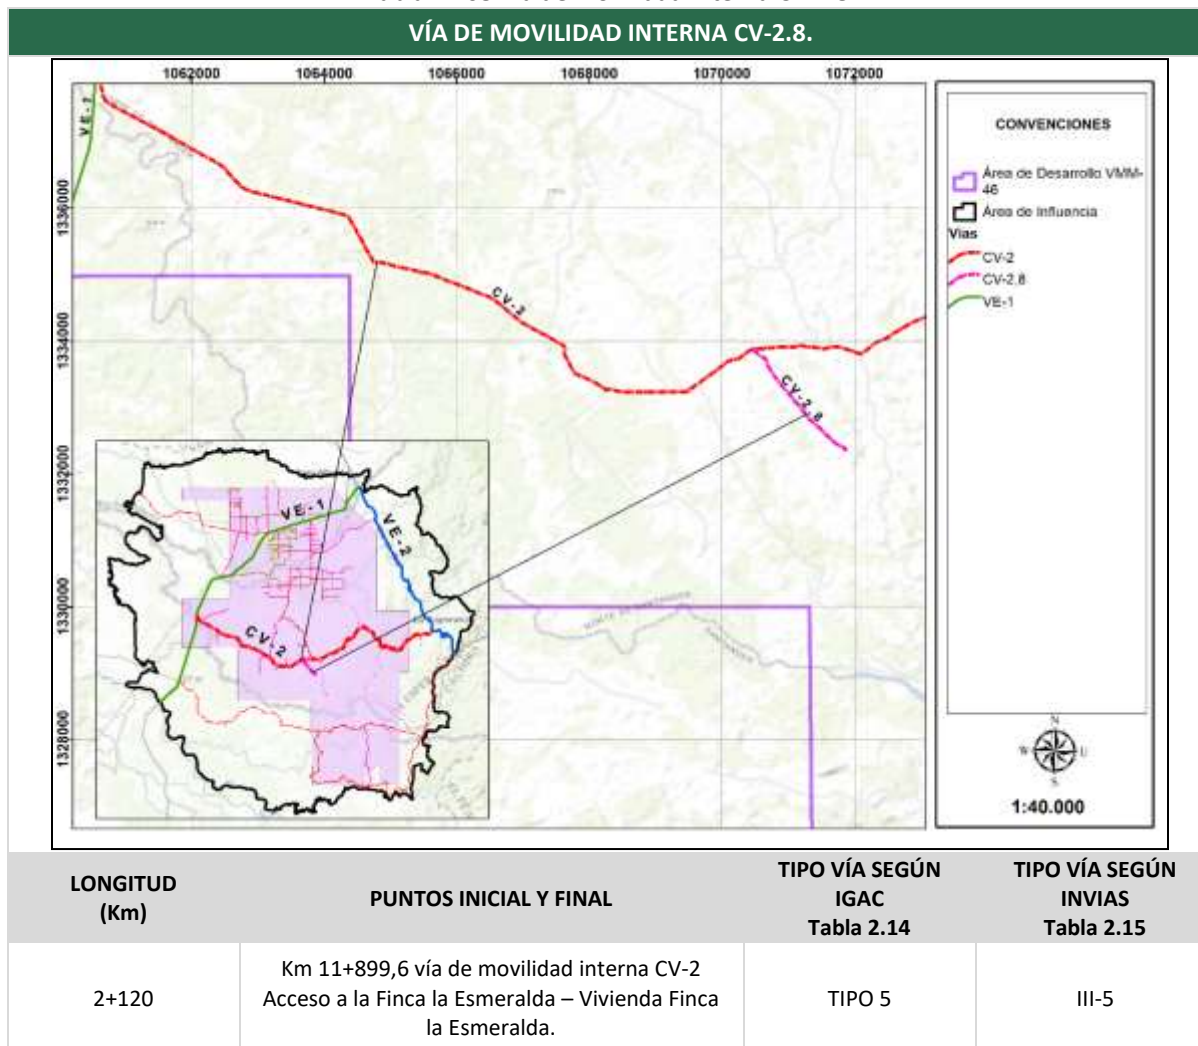 VÍA DE MOVILIDAD INTERNA CV-2.8.
1062000 1064000 1066000 1068000 1070000 1072000
1336000
1334000
1332000
1330000
1328000
VE-1
CV-2
CV-2.8
VE-1
VE-2
CV-2
CONVENCIONES
Área de Desarrollo VMM-
46
Área de Influencia
Vías
CV-2
CV-2.8
VE-1
N
W U
S
1:40.000
LONGITUD
(Km)
PUNTOS INICIAL Y FINAL
TIPO VÍA SEGÚN
IGAC
Tabla 2.14
TIPO VÍA SEGÚN
INVIAS
Tabla 2.15
2+120
Km 11+899,6 vía de movilidad interna CV-2
Acceso a la Finca la Esmeralda – Vivienda Finca
la Esmeralda.
TIPO 5
III-5